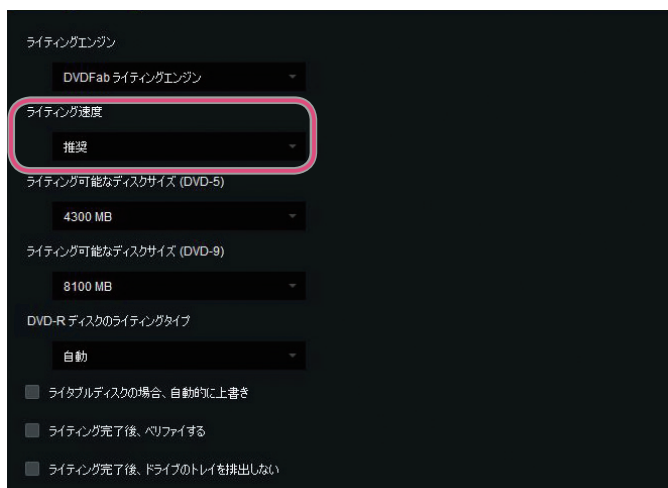 ライティングエンジン
DVDFab ライティングエンジン
ライティング速度
推奨
ライティング可能なディスクサイズ (DVD-5)
4300 MB
ライティング可能なディスクサイズ (DVD-9)
8100 MB
DVD-R ディスクのライティングタイプ
自動
ライタブルディスクの場合、自動的に上書き
ライティング完了後、ベリファイする
ライティング完了後、ドライブのトレイを排出しない